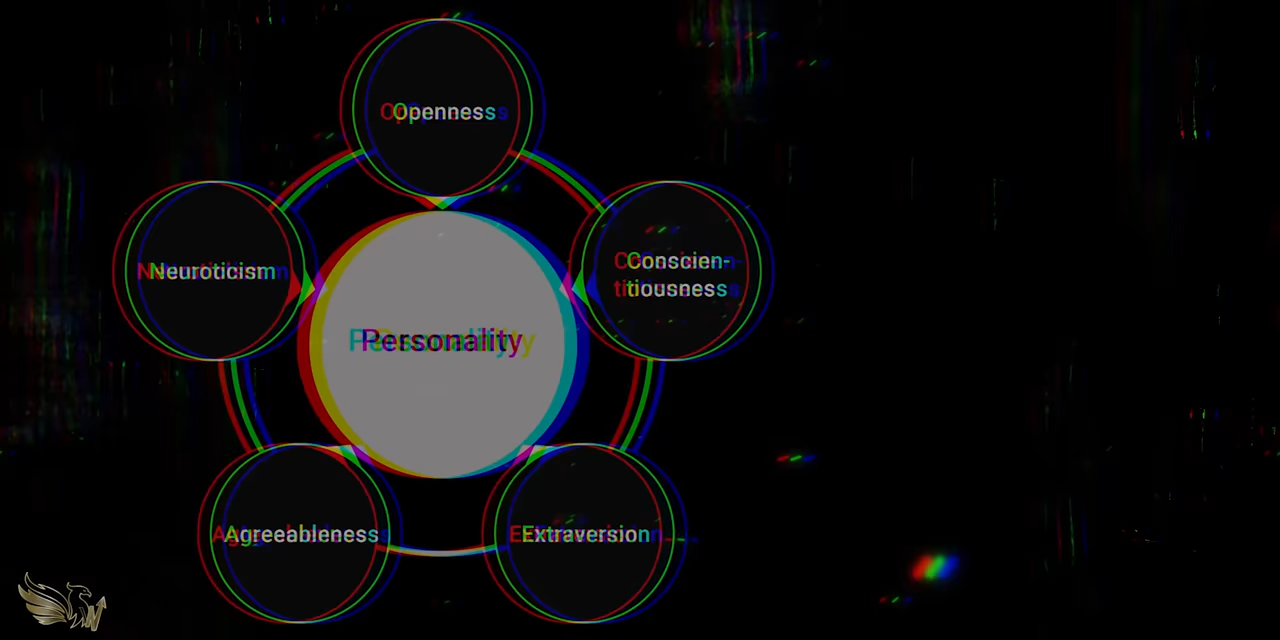 Openness
Neuroticism
Conscien-
tiousness
Personality
Agreeableness
Extraversion